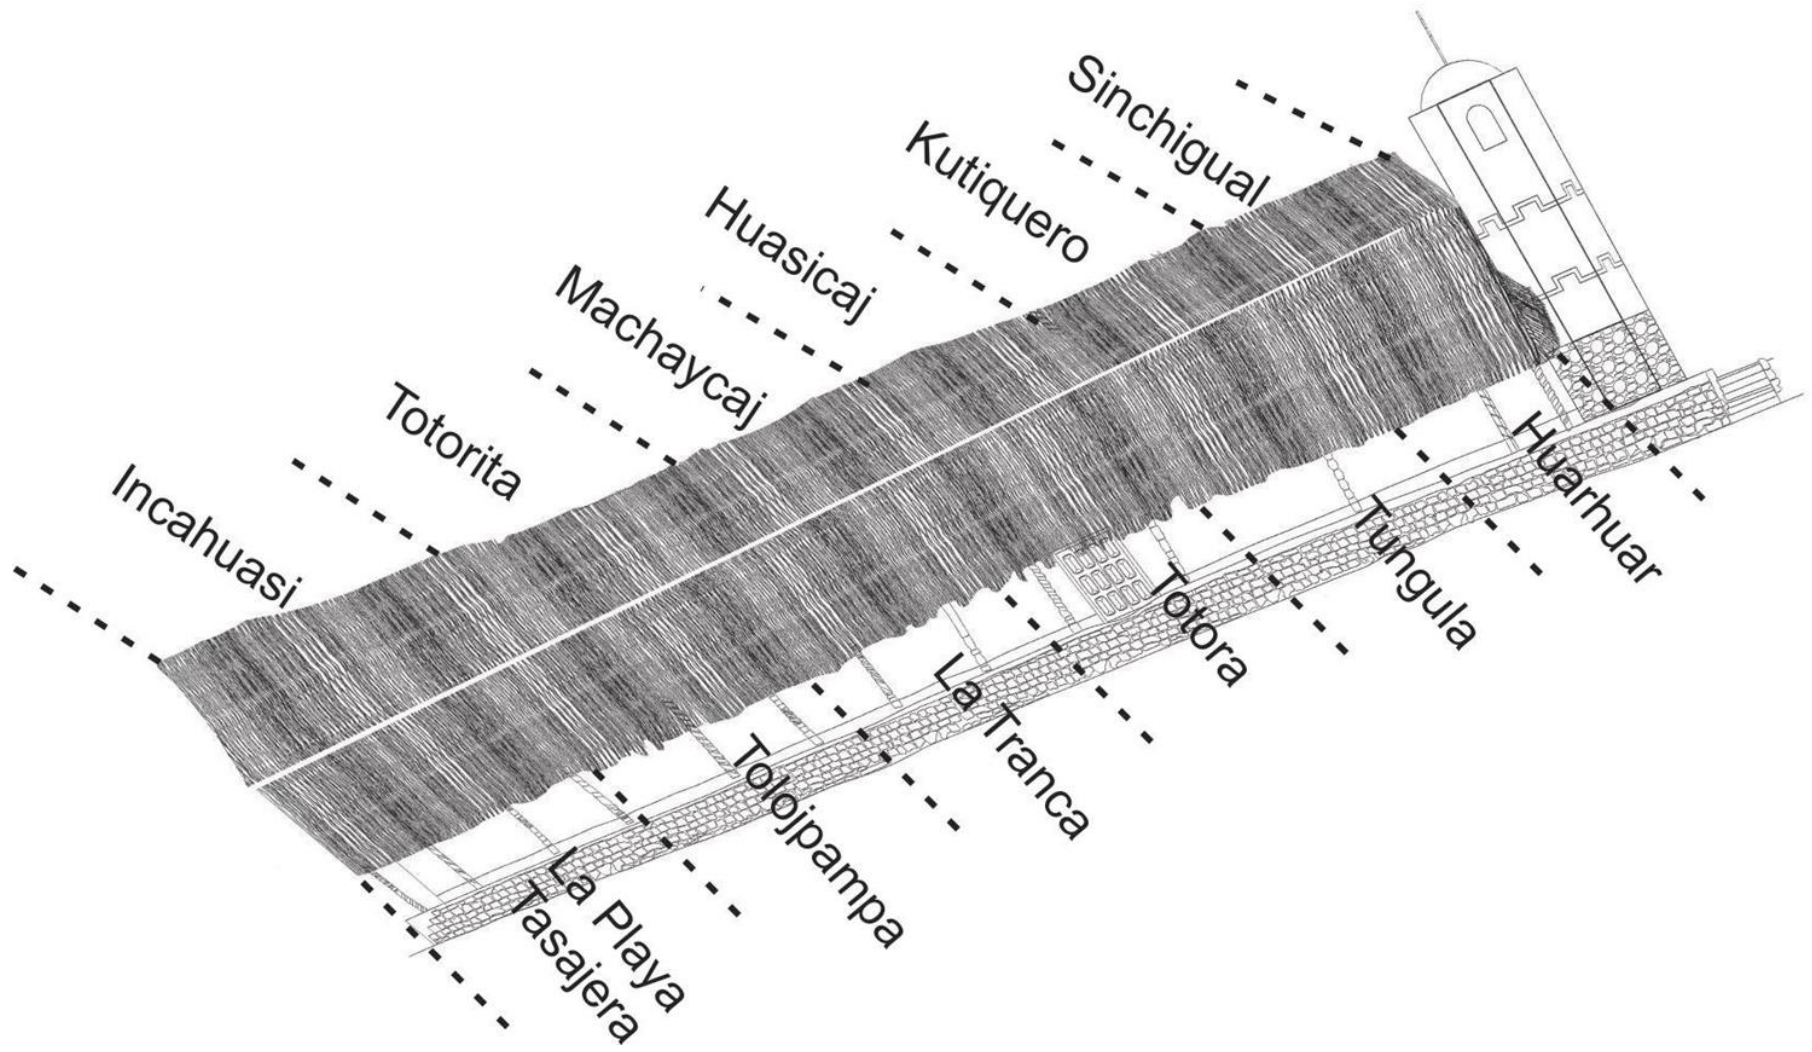 Incahuasi
Totorita
Machaycaj
Huasicaj
Kutiquero
Sinchigual
La Playa
Tasajera
Tolojpampa
La Tranca
Totora
Tungula
Huarhuar